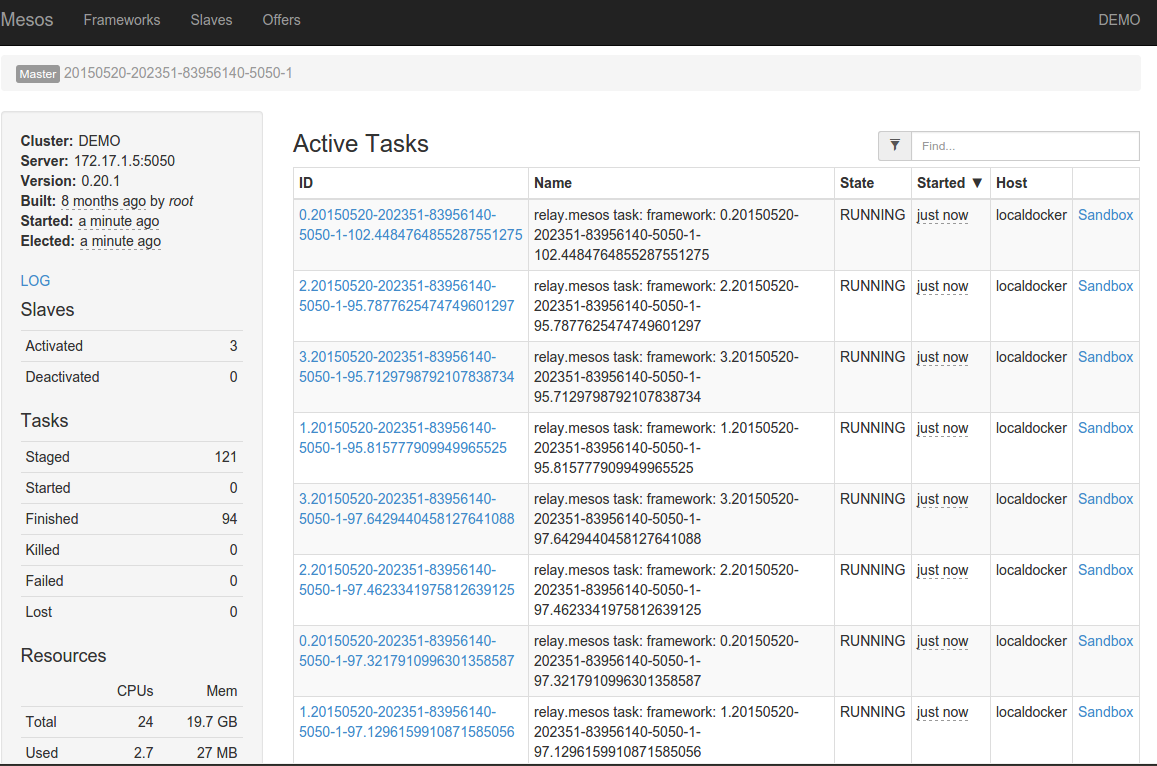 Mesos Frameworks Slaves Offers DEMO
Master 20150520-202351-83956140-5050-1
Cluster: DEMO
Server: 172.17.1.5:5050
Version: 0.20.1
Built: 8 months ago by root
Started: a minute ago
Elected: a minute ago
LOG
Slaves
Activated 3
Deactivated 0
Tasks
Staged 121
Started 0
Finished 94
Killed 0
Failed 0
Lost 0
Resources
CPUs Mem
Total 24 19.7 GB
Used 2.7 27 MB
Active Tasks
Find...
ID Name State Started ▼ Host
0.20150520-202351-83956140- relay.mesos task: framework: 0.20150520- RUNNING just now localdocker Sandbox
5050-1-102.4484764855287551275 202351-83956140-5050-1-
102.4484764855287551275
2.20150520-202351-83956140- relay.mesos task: framework: 2.20150520- RUNNING just now localdocker Sandbox
5050-1-95.7877625474749601297 202351-83956140-5050-1-
95.7877625474749601297
3.20150520-202351-83956140- relay.mesos task: framework: 3.20150520- RUNNING just now localdocker Sandbox
5050-1-95.7129798792107838734 202351-83956140-5050-1-
95.7129798792107838734
1.20150520-202351-83956140- relay.mesos task: framework: 1.20150520- RUNNING just now localdocker Sandbox
5050-1-95.815777909949965525 202351-83956140-5050-1-
95.815777909949965525
3.20150520-202351-83956140- relay.mesos task: framework: 3.20150520- RUNNING just now localdocker Sandbox
5050-1-97.6429440458127641088 202351-83956140-5050-1-
97.6429440458127641088
2.20150520-202351-83956140- relay.mesos task: framework: 2.20150520- RUNNING just now localdocker Sandbox
5050-1-97.4623341975812639125 202351-83956140-5050-1-
97.4623341975812639125
0.20150520-202351-83956140- relay.mesos task: framework: 0.20150520- RUNNING just now localdocker Sandbox
5050-1-97.3217910996301358587 202351-83956140-5050-1-
97.3217910996301358587
1.20150520-202351-83956140- relay.mesos task: framework: 1.20150520- RUNNING just now localdocker Sandbox
5050-1-97.1296159910871585056 202351-83956140-5050-1-
97.1296159910871585056